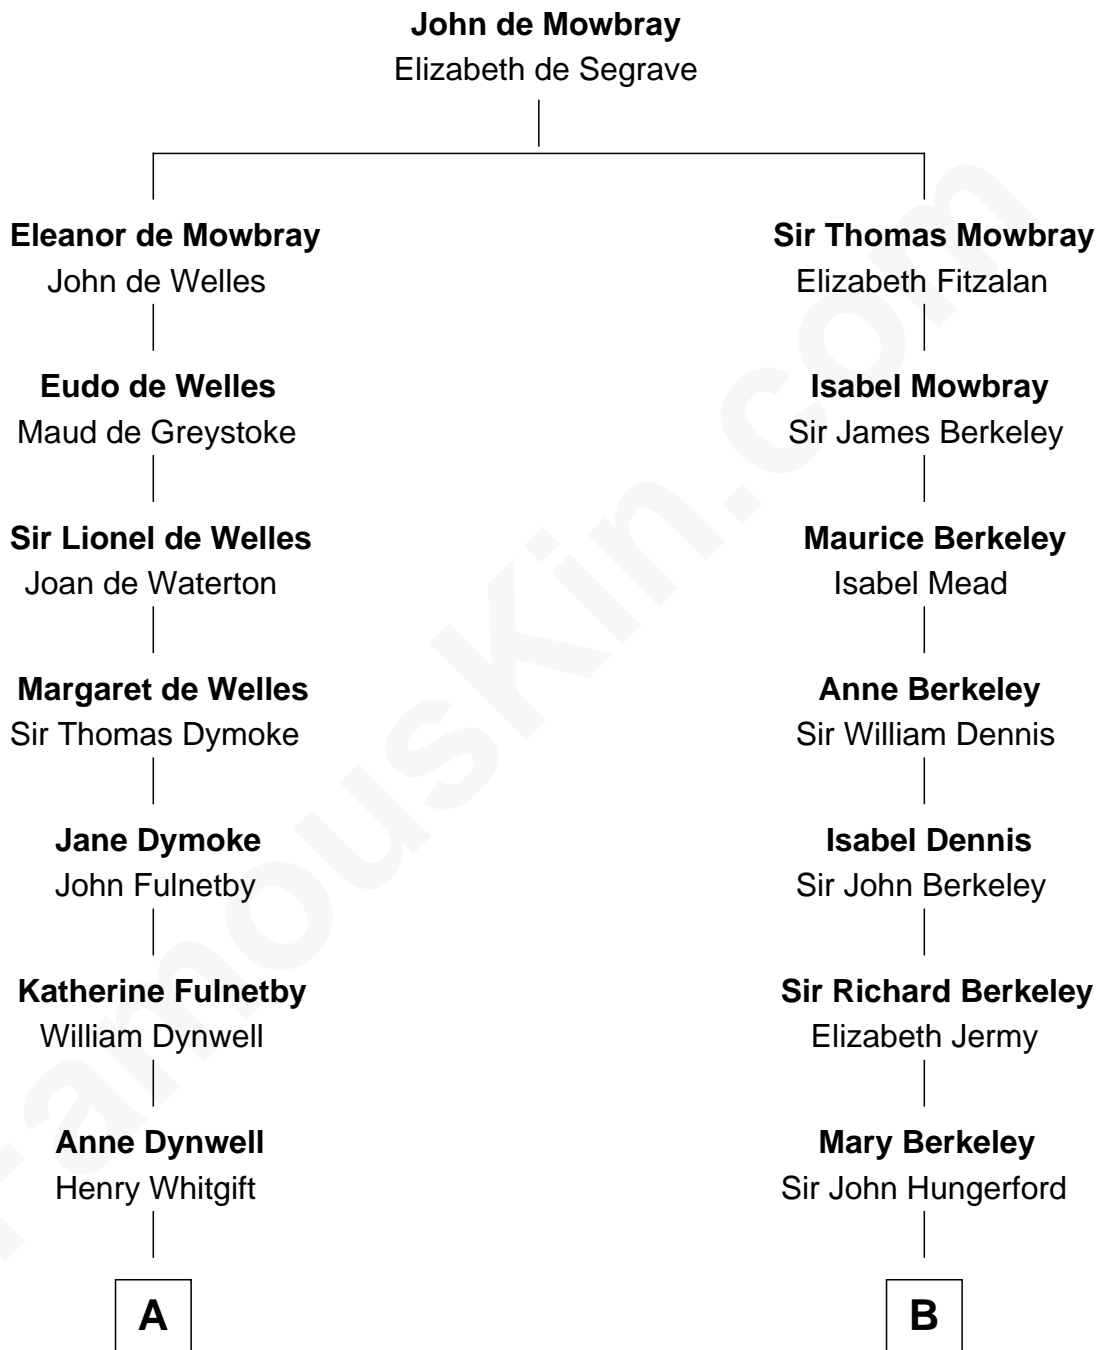 John de Mowbray
Elizabeth de Segrave
Eleanor de Mowbray
John de Welles
Sir Thomas Mowbray
Elizabeth Fitzalan
Eudo de Welles
Maud de Greystoke
Isabel Mowbray
Sir James Berkeley
Sir Lionel de Welles
Joan de Waterton
Maurice Berkeley
Isabel Mead
Margaret de Welles
Sir Thomas Dymoke
Anne Berkeley
Sir William Dennis
Jane Dymoke
John Fulnetby
Isabel Dennis
Sir John Berkeley
Katherine Fulnetby
William Dynwell
Sir Richard Berkeley
Elizabeth Jermy
Anne Dynwell
Henry Whitgift
Mary Berkeley
Sir John Hungerford
A
B
FamousKin.com